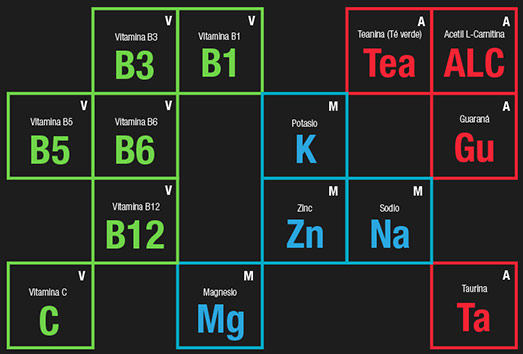 V
Vitamina B3
B3
V
Vitamina B1
B1
A
Teanina (Té verde)
Tea
A
Acetil L-Carnitina
ALC
V
Vitamina B5
B5
V
Vitamina B6
B6
M
Potasio
K
A
Guaraná
Gu
V
Vitamina B12
B12
M
Zinc
Zn
M
Sodio
Na
V
Vitamina C
C
M
Magnesio
Mg
A
Taurina
Ta